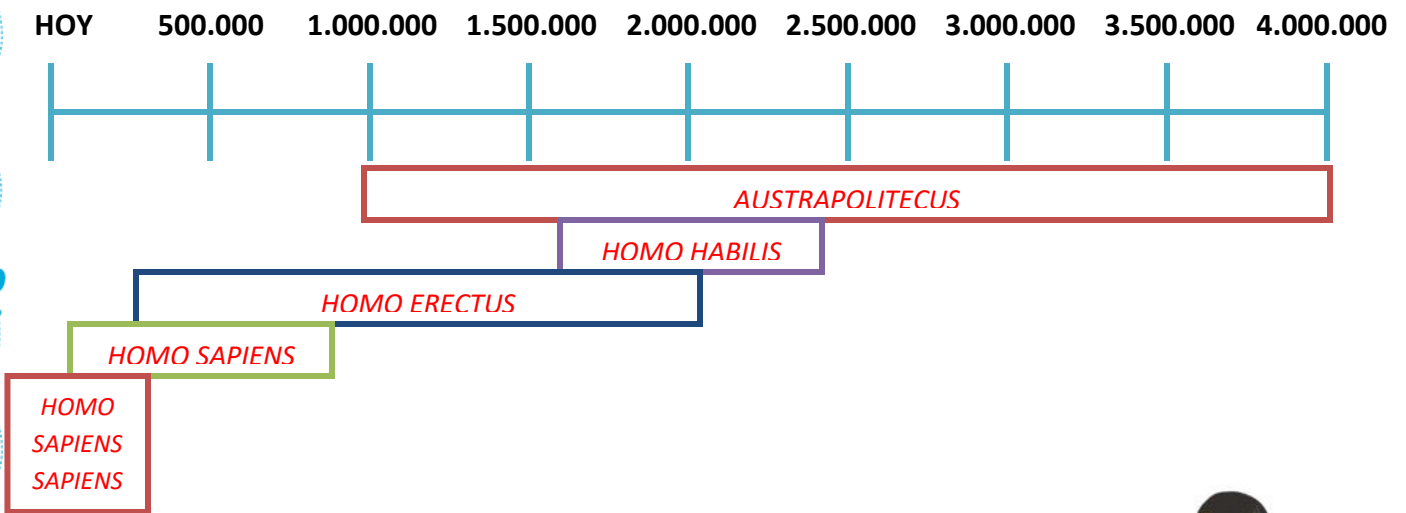 HOY 500.000 1.000.000 1.500.000 2.000.000 2.500.000 3.000.000 3.500.000 4.000.000
AUSTRAPOLITECUS
HOMO HABILIS
HOMO ERECTUS
HOMO SAPIENS
HOMO
SAPIENS
SAPIENS